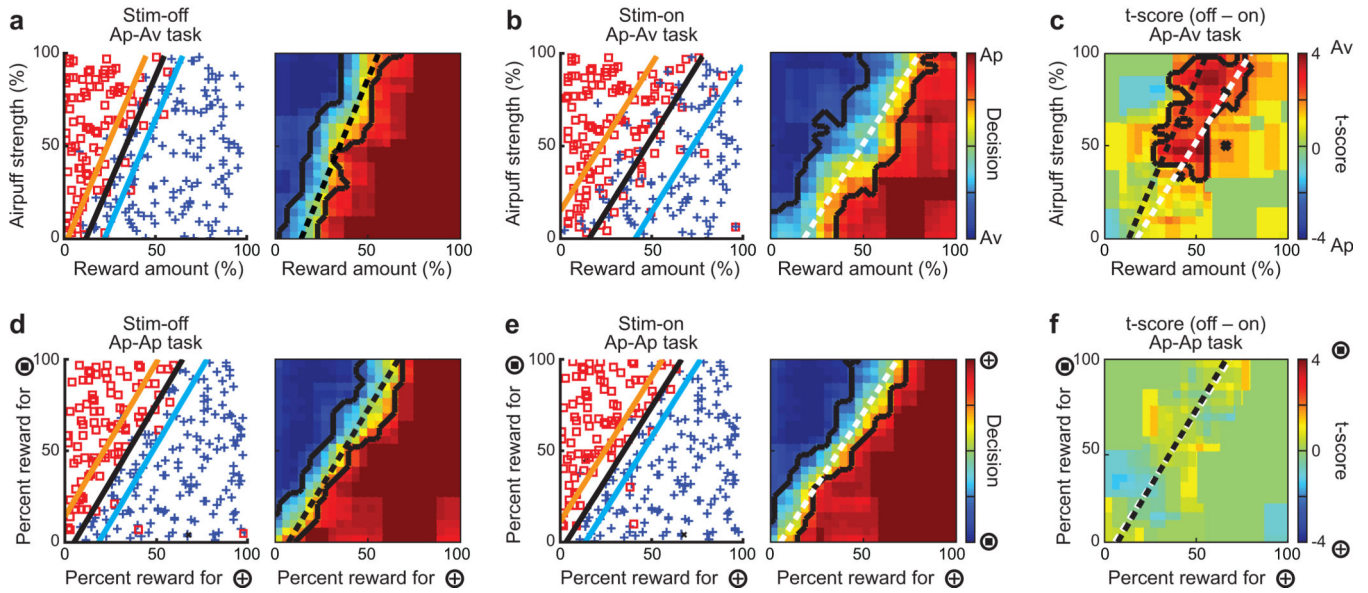 a
Stim-off
Ap-Av task
Airpuff strength (%)
100
50
0
0
50
100
Reward amount (%)
0
50
100
Reward amount (%)
b
Stim-on
Ap-Av task
Airpuff strength (%)
100
50
0
0
50
100
Reward amount (%)
0
50
100
Reward amount (%)
Ap
Decision
Av
c
t-score (off – on)
Ap-Av task
Airpuff strength (%)
100
50
0
0
50
100
Reward amount (%)
4
0
-4
Av
t-score
Ap
d
Stim-off
Ap-Ap task
Percent reward for
100
50
0
0
50
100
Percent reward for
0
50
100
Percent reward for
e
Stim-on
Ap-Ap task
Percent reward for
100
50
0
0
50
100
Percent reward for
0
50
100
Percent reward for
Decision
f
t-score (off – on)
Ap-Ap task
Percent reward for
100
50
0
0
50
100
Percent reward for
4
0
-4
t-score